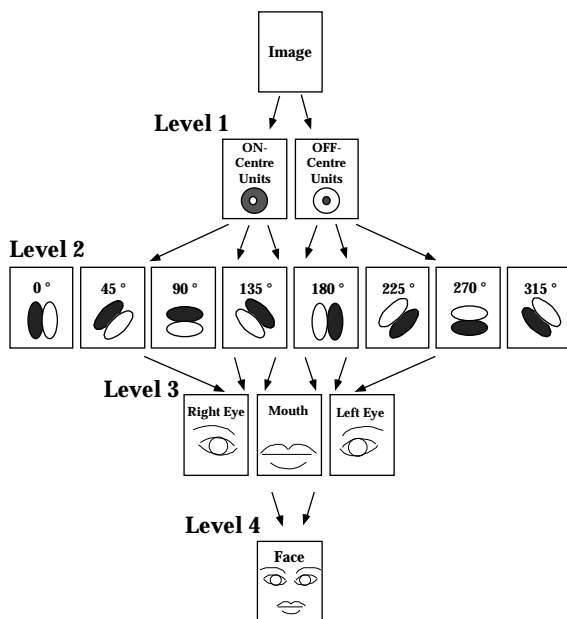 Image
Level 1
ON-
Centre
Units
OFF-
Centre
Units
Level 2
0 °
45 °
90 °
135 °
180 °
225 °
270 °
315 °
Level 3
Right Eye
Mouth
Left Eye
Level 4
Face